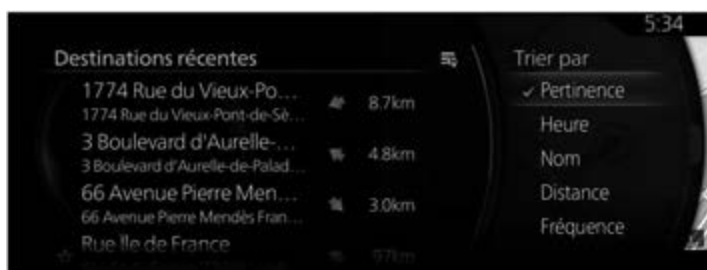 5:34
Destinations récentes
1774 Rue du Vieux-Po...
1774 Rue du Vieux-Pont-de-Sè...
8.7km
3 Boulevard d'Aurelle-...
3 Boulevard d'Aurelle-de-Palad...
4.8km
66 Avenue Pierre Men...
66 Avenue Pierre Mendès Fran...
3.0km
Rue Ile de France
97km
Trier par
✓ Pertinence
Heure
Nom
Distance
Fréquence